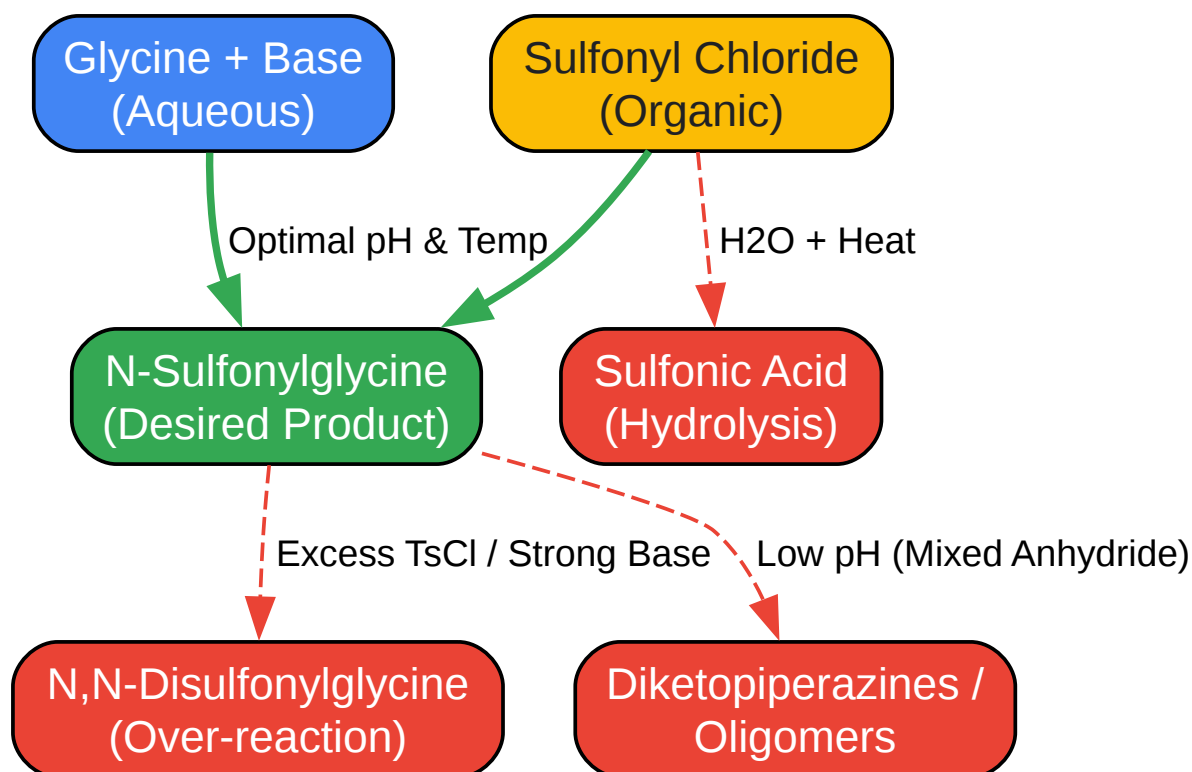 Glycine + Base
(Aqueous)
Sulfonyl Chloride
(Organic)
Optimal pH & Temp
H2O + Heat
N-Sulfonylglycine
(Desired Product)
Sulfonic Acid
(Hydrolysis)
Excess TsCl / Strong Base
Low pH (Mixed Anhydride)
N,N-Disulfonylglycine
(Over-reaction)
Diketopiperazines /
Oligomers